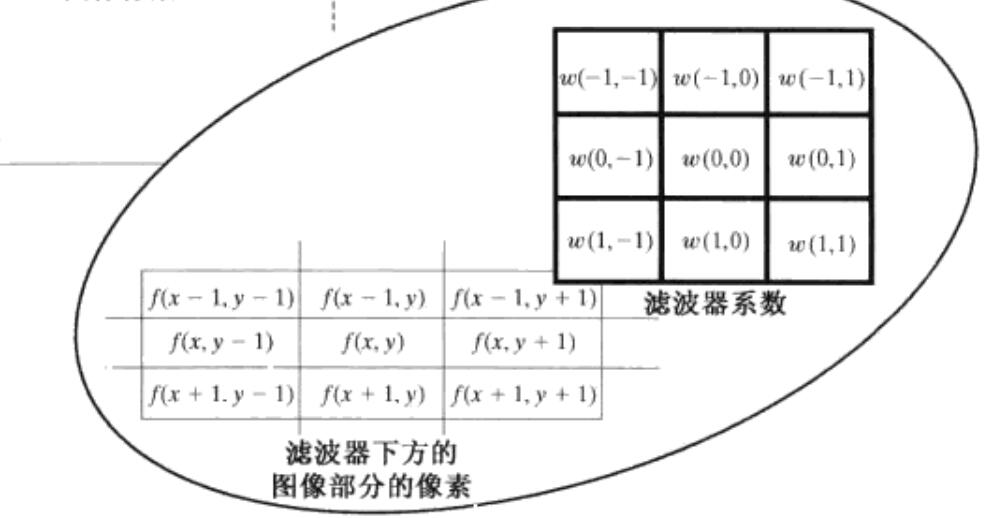 w(−1,−1) w(−1,0) w(−1,1)
w(0,−1) w(0,0) w(0,1)
w(1,−1) w(1,0) w(1,1)
滤波器系数
f(x − 1, y − 1) f(x − 1, y) f(x − 1, y + 1)
f(x, y − 1) f(x, y) f(x, y + 1)
f(x + 1. y − 1) f(x + 1, y) f(x + 1, y + 1)
滤波器下方的
图像部分的像素